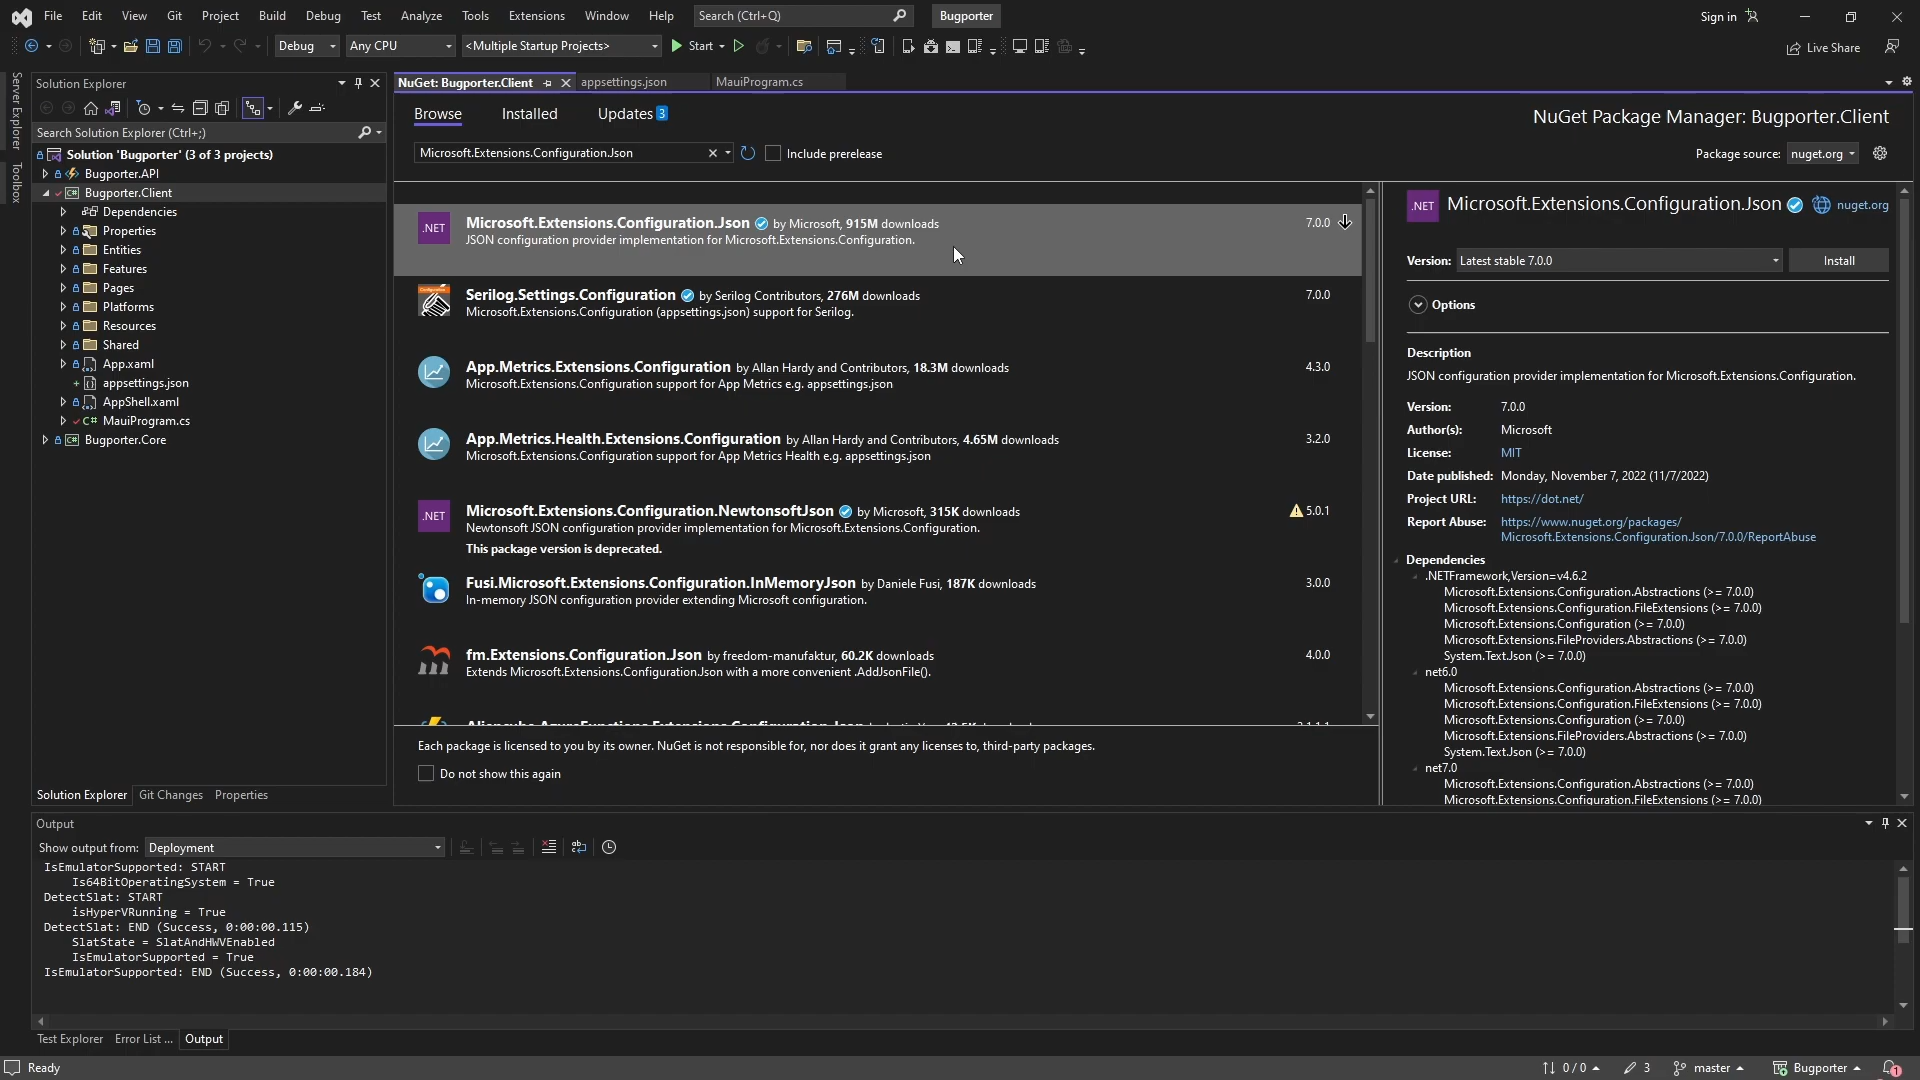 File Edit View Git Project Build Debug Test Analyze Tools Extensions Window Help Search (Ctrl+Q) Bugporter Sign in
Debug Any CPU <Multiple Startup Projects> Start Live Share
Server Explorer
Toolbox
Solution Explorer
Search Solution Explorer (Ctrl+;)
Solution 'Bugporter' (3 of 3 projects)
Bugporter.API
Bugporter.Client
Dependencies
Properties
Entities
Features
Pages
Platforms
Resources
Shared
App.xaml
appsettings.json
AppShell.xaml
MauiProgram.cs
Bugporter.Core
Solution Explorer Git Changes Properties
NuGet: Bugporter.Client appsettings.json MauiProgram.cs
Browse Installed Updates 3
NuGet Package Manager: Bugporter.Client
Microsoft.Extensions.Configuration.Json Include prerelease
Package source: nuget.org
.NET Microsoft.Extensions.Configuration.Json by Microsoft, 915M downloads 7.0.0
JSON configuration provider implementation for Microsoft.Extensions.Configuration.
Serilog.Settings.Configuration by Serilog Contributors, 276M downloads 7.0.0
Microsoft.Extensions.Configuration (appsettings.json) support for Serilog.
App.Metrics.Extensions.Configuration by Allan Hardy and Contributors, 18.3M downloads 4.3.0
Microsoft.Extensions.Configuration support for App Metrics e.g. appsettings.json
App.Metrics.Health.Extensions.Configuration by Allan Hardy and Contributors, 4.65M downloads 3.2.0
Microsoft.Extensions.Configuration support for App Metrics Health e.g. appsettings.json
.NET Microsoft.Extensions.Configuration.NewtonsoftJson by Microsoft, 315K downloads 5.0.1
Newtonsoft JSON configuration provider implementation for Microsoft.Extensions.Configuration.
This package version is deprecated.
Fusi.Microsoft.Extensions.Configuration.InMemoryJson by Daniele Fusi, 187K downloads 3.0.0
In-memory JSON configuration provider extending Microsoft configuration.
fm.Extensions.Configuration.Json by freedom-manufaktur, 60.2K downloads 4.0.0
Extends Microsoft.Extensions.Configuration.Json with a more convenient .AddJsonFile().
Each package is licensed to you by its owner. NuGet is not responsible for, nor does it grant any licenses to, third-party packages.
Do not show this again
.NET Microsoft.Extensions.Configuration.Json nuget.org
Version: Latest stable 7.0.0 Install
Options
Description
JSON configuration provider implementation for Microsoft.Extensions.Configuration.
Version: 7.0.0
Author(s): Microsoft
License: MIT
Date published: Monday, November 7, 2022 (11/7/2022)
Project URL: https://dot.net/
Report Abuse: https://www.nuget.org/packages/
Microsoft.Extensions.Configuration.Json/7.0.0/ReportAbuse
Dependencies
.NETFramework,Version=v4.6.2
Microsoft.Extensions.Configuration.Abstractions (>= 7.0.0)
Microsoft.Extensions.Configuration.FileExtensions (>= 7.0.0)
Microsoft.Extensions.Configuration (>= 7.0.0)
Microsoft.Extensions.FileProviders.Abstractions (>= 7.0.0)
System.Text.Json (>= 7.0.0)
net6.0
Microsoft.Extensions.Configuration.Abstractions (>= 7.0.0)
Microsoft.Extensions.Configuration.FileExtensions (>= 7.0.0)
Microsoft.Extensions.Configuration (>= 7.0.0)
Microsoft.Extensions.FileProviders.Abstractions (>= 7.0.0)
System.Text.Json (>= 7.0.0)
net7.0
Microsoft.Extensions.Configuration.Abstractions (>= 7.0.0)
Microsoft.Extensions.Configuration.FileExtensions (>= 7.0.0)
Output
Show output from: Deployment
IsEmulatorSupported: START
Is64BitOperatingSystem = True
DetectSlat: START
isHyperVRunning = True
DetectSlat: END (Success, 0:00:00.115)
SlatState = SlatAndHWVEnabled
IsEmulatorSupported = True
IsEmulatorSupported: END (Success, 0:00:00.184)
Test Explorer Error List ... Output
Ready 0 / 0 3 master Bugporter 1